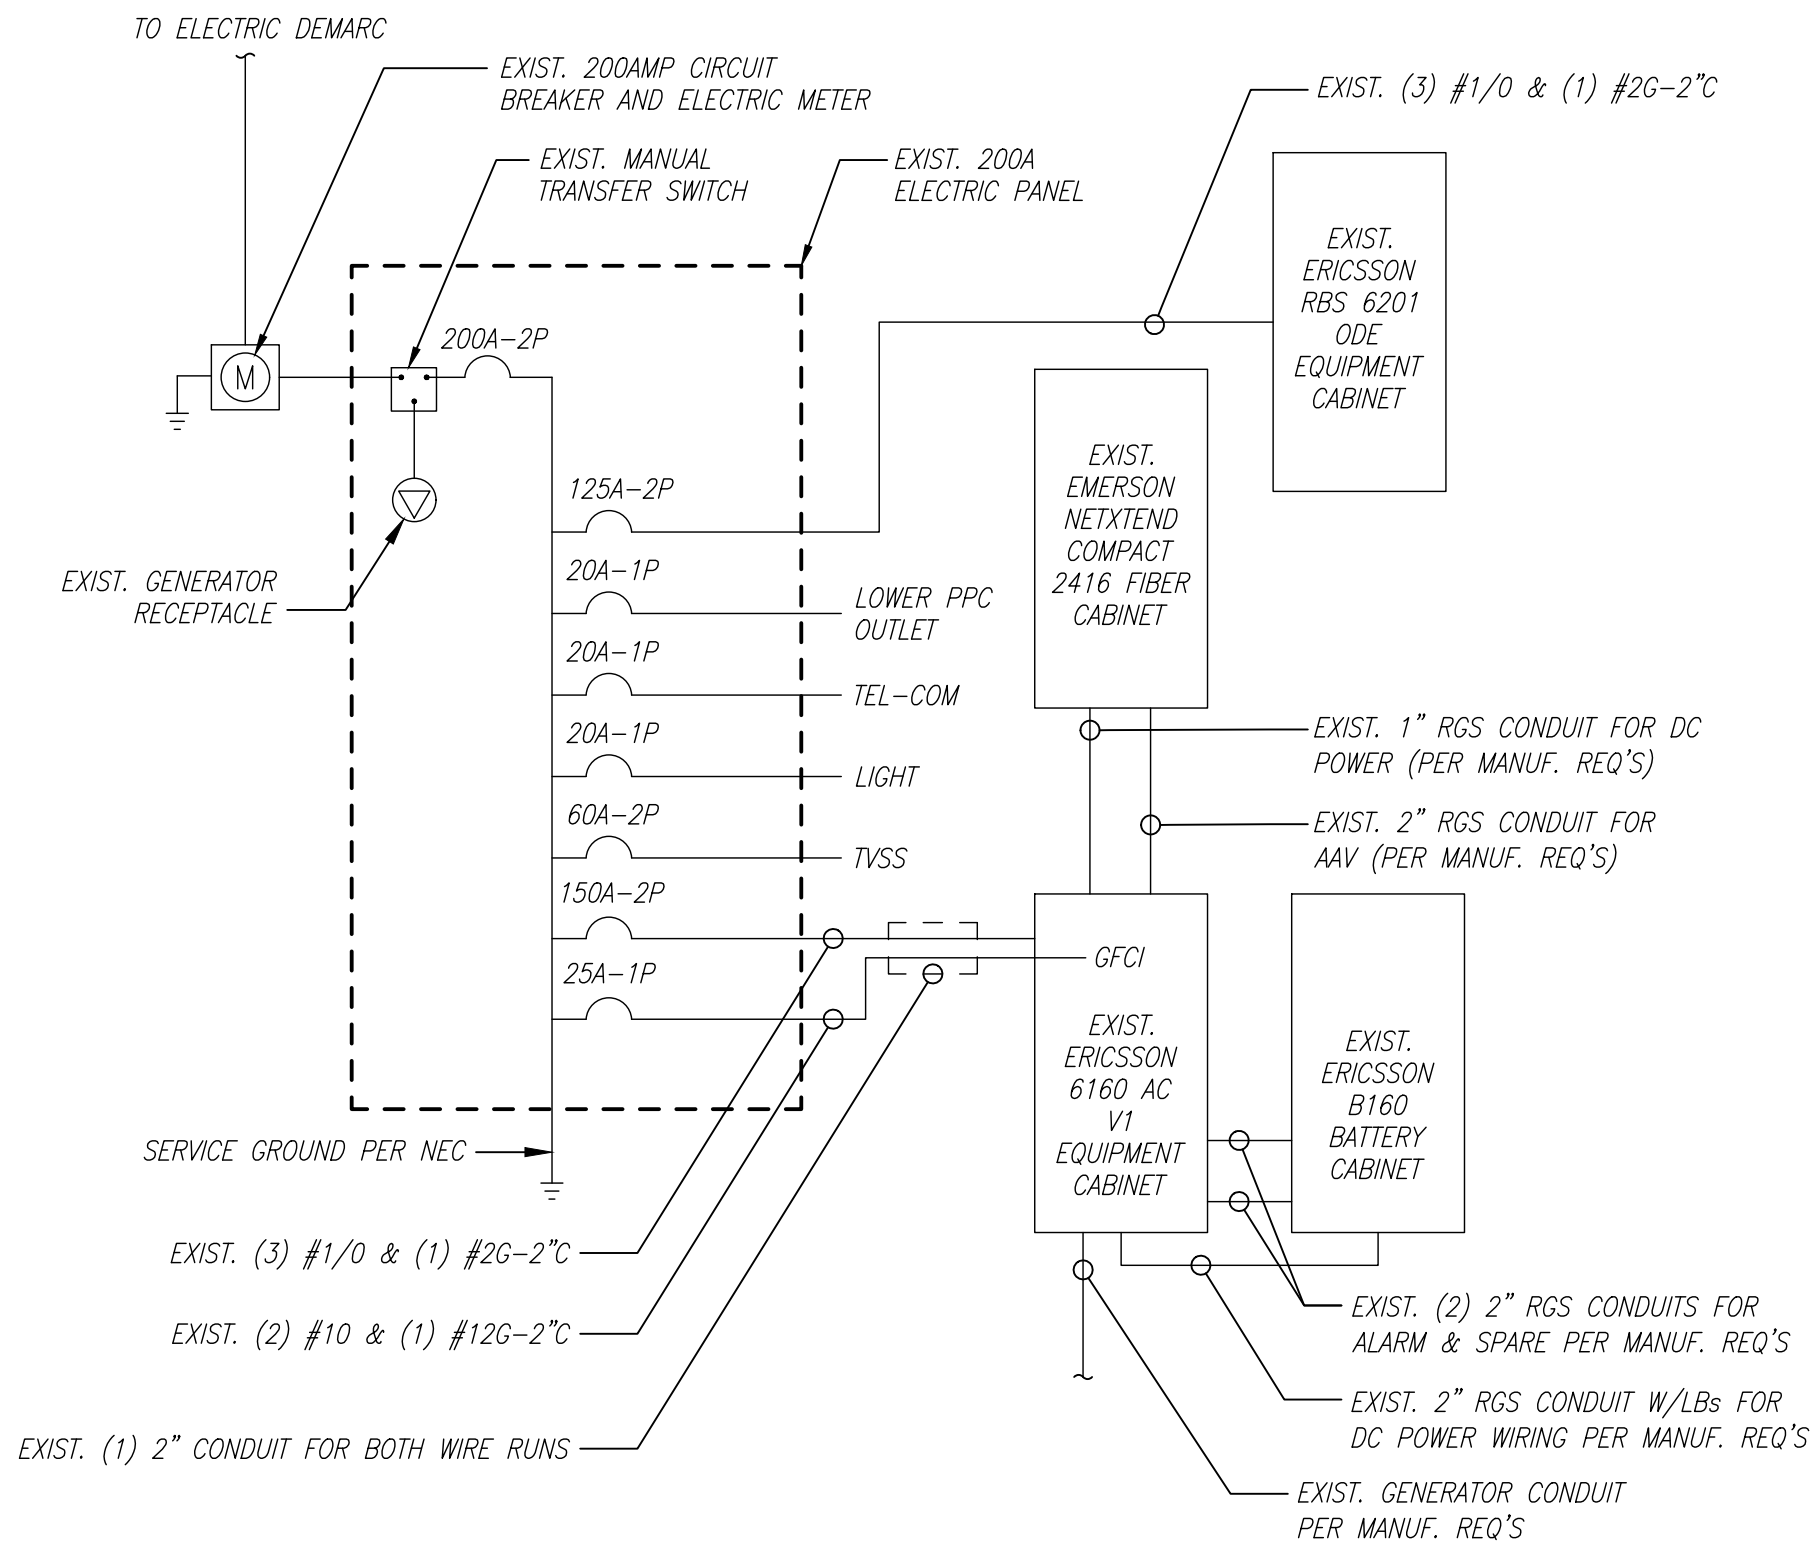 TO ELECTRIC DEMARC
EXIST. 200AMP CIRCUIT
BREAKER AND ELECTRIC METER
EXIST. (3) #1/0 & (1) #2G-2"C
EXIST. MANUAL
TRANSFER SWITCH
EXIST. 200A
ELECTRIC PANEL
EXIST.
ERICSSON
RBS 6201
ODE
EQUIPMENT
CABINET
200A-2P
M
EXIST.
EMERSON
NETXTEND
COMPACT
2416 FIBER
CABINET
125A-2P
EXIST. GENERATOR
RECEPTACLE
20A-1P
LOWER PPC
OUTLET
20A-1P
TEL-COM
20A-1P
LIGHT
60A-2P
TVSS
EXIST. 1" RGS CONDUIT FOR DC
POWER (PER MANUF. REQ'S)
EXIST. 2" RGS CONDUIT FOR
AAV (PER MANUF. REQ'S)
150A-2P
25A-1P
GFCI
EXIST.
ERICSSON
6160 AC
V1
EQUIPMENT
CABINET
EXIST.
ERICSSON
B160
BATTERY
CABINET
SERVICE GROUND PER NEC
EXIST. (3) #1/0 & (1) #2G-2"C
EXIST. (2) #10 & (1) #12G-2"C
EXIST. (1) 2" CONDUIT FOR BOTH WIRE RUNS
EXIST. (2) 2" RGS CONDUITS FOR
ALARM & SPARE PER MANUF. REQ'S
EXIST. 2" RGS CONDUIT W/LBs FOR
DC POWER WIRING PER MANUF. REQ'S
EXIST. GENERATOR CONDUIT
PER MANUF. REQ'S